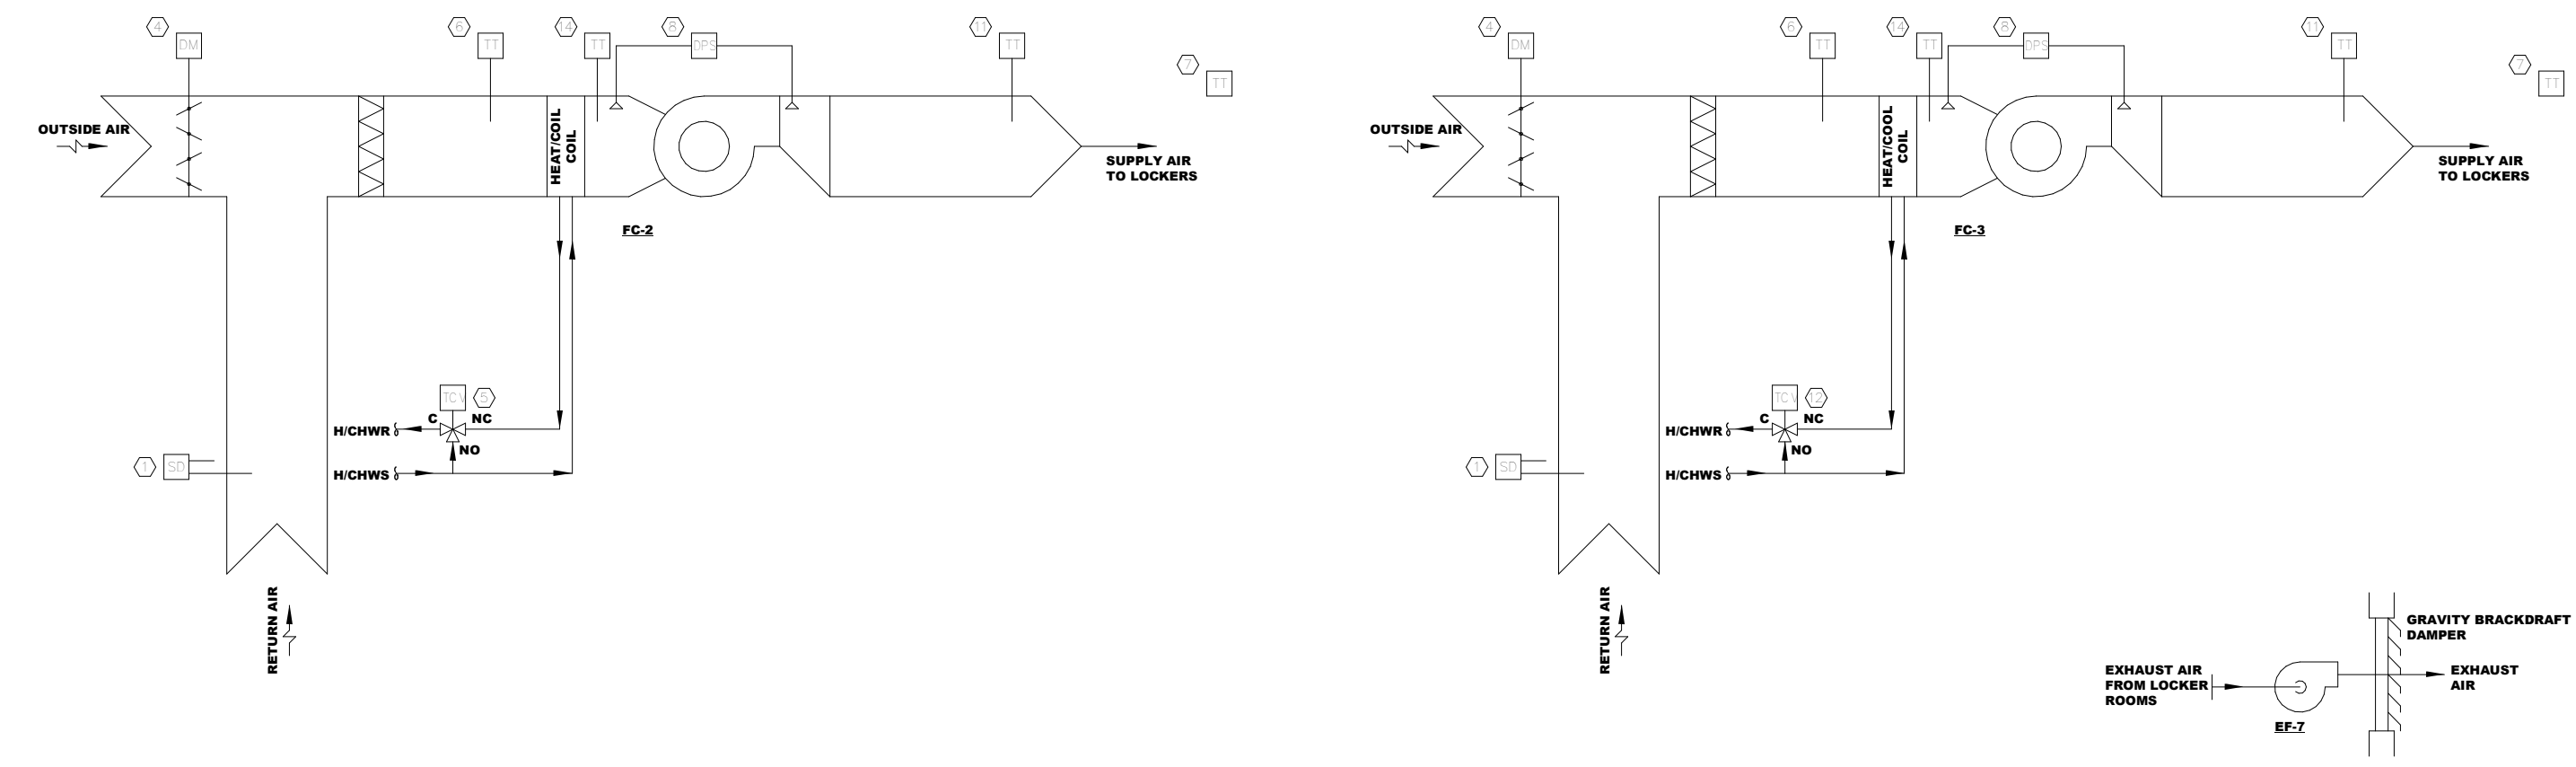 4
DM
6
TT
14
TT
8
DPS
11
TT
7
TT
OUTSIDE AIR
HEAT/COIL
COIL
SUPPLY AIR
TO LOCKERS
FC-2
TCV
5
C
NC
H/CHWR
NO
1
SD
H/CHWS
RETURN AIR
4
DM
6
TT
14
TT
8
DPS
11
TT
7
TT
OUTSIDE AIR
HEAT/COOL
COIL
SUPPLY AIR
TO LOCKERS
FC-3
TCV
12
C
NC
H/CHWR
NO
1
SD
H/CHWS
RETURN AIR
GRAVITY BRACKDRAFT
DAMPER
EXHAUST AIR
FROM LOCKER
ROOMS
EXHAUST
AIR
EF-7